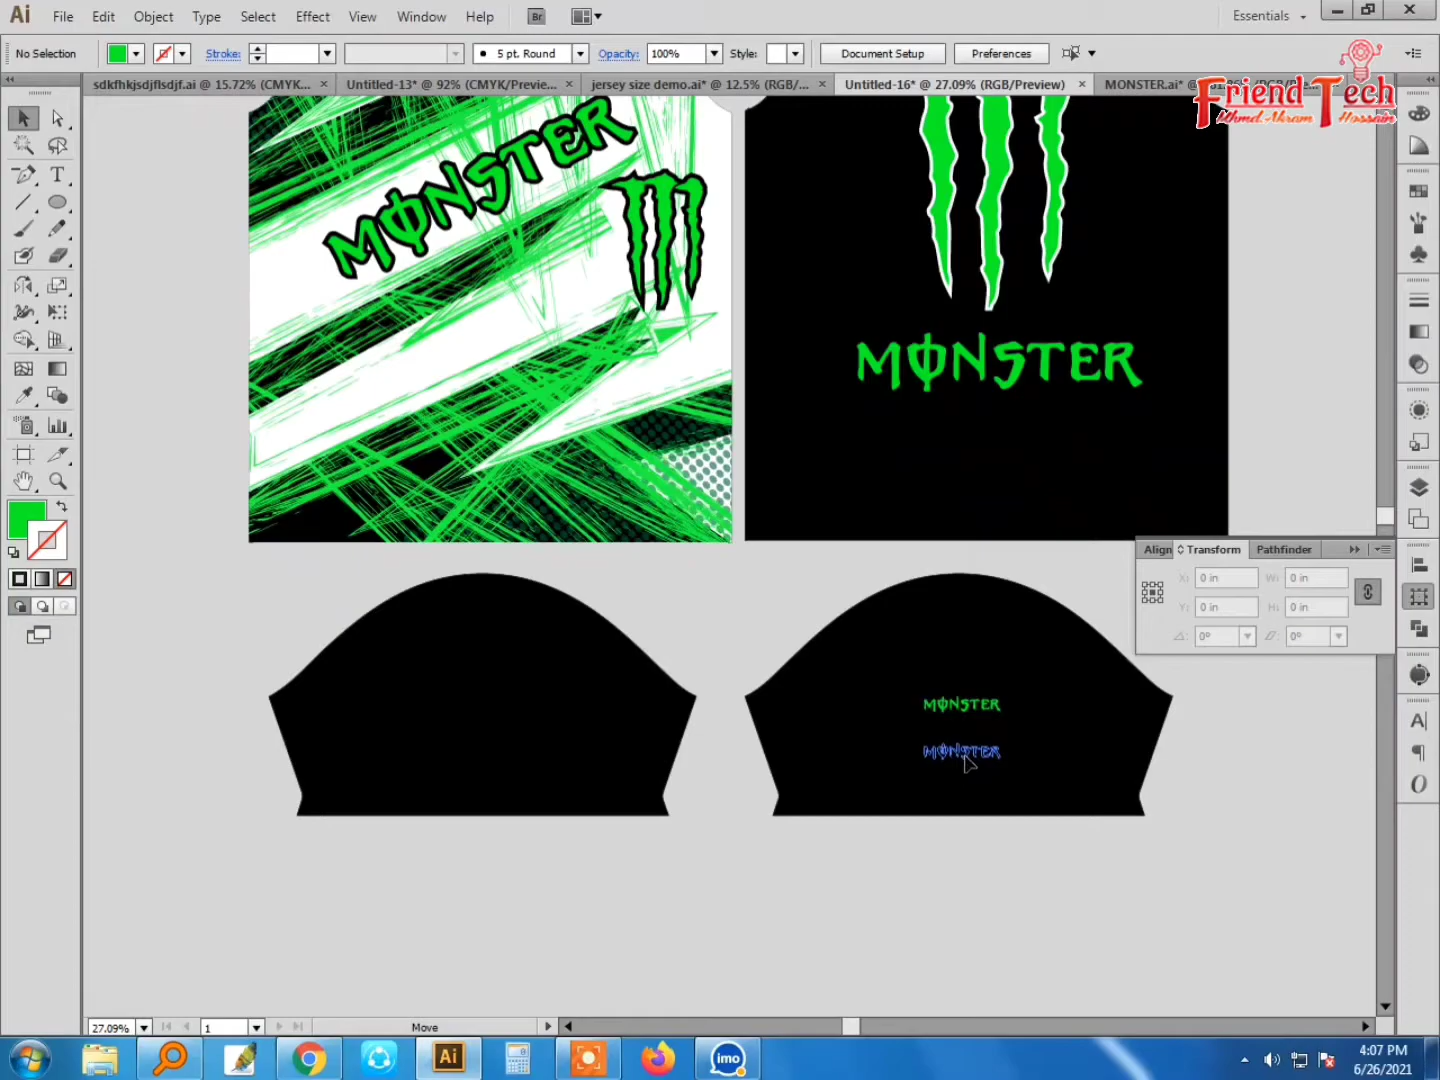 Ai File Edit Object Type Select Effect View Window Help Br Essentials
No Selection Stroke: 5 pt. Round Opacity: 100% Style: Document Setup Preferences
sdkfhkjsdjflsdjf.ai @ 15.72% (CMYK... × Untitled-13* @ 92% (CMYK/Previe... × jersey size demo.ai* @ 12.5% (RGB/... × Untitled-16* @ 27.09% (RGB/Preview) × MONSTER.ai*
Friend Tech
Ahmd. Akram Hossain
MONSTER
MONSTER
Align Transform Pathfinder
X: 0 in W: 0 in
Y: 0 in H: 0 in
0° 0°
MONSTER
MONSTER
27.09% 1 Move
Ai imo 4:07 PM
6/26/2021